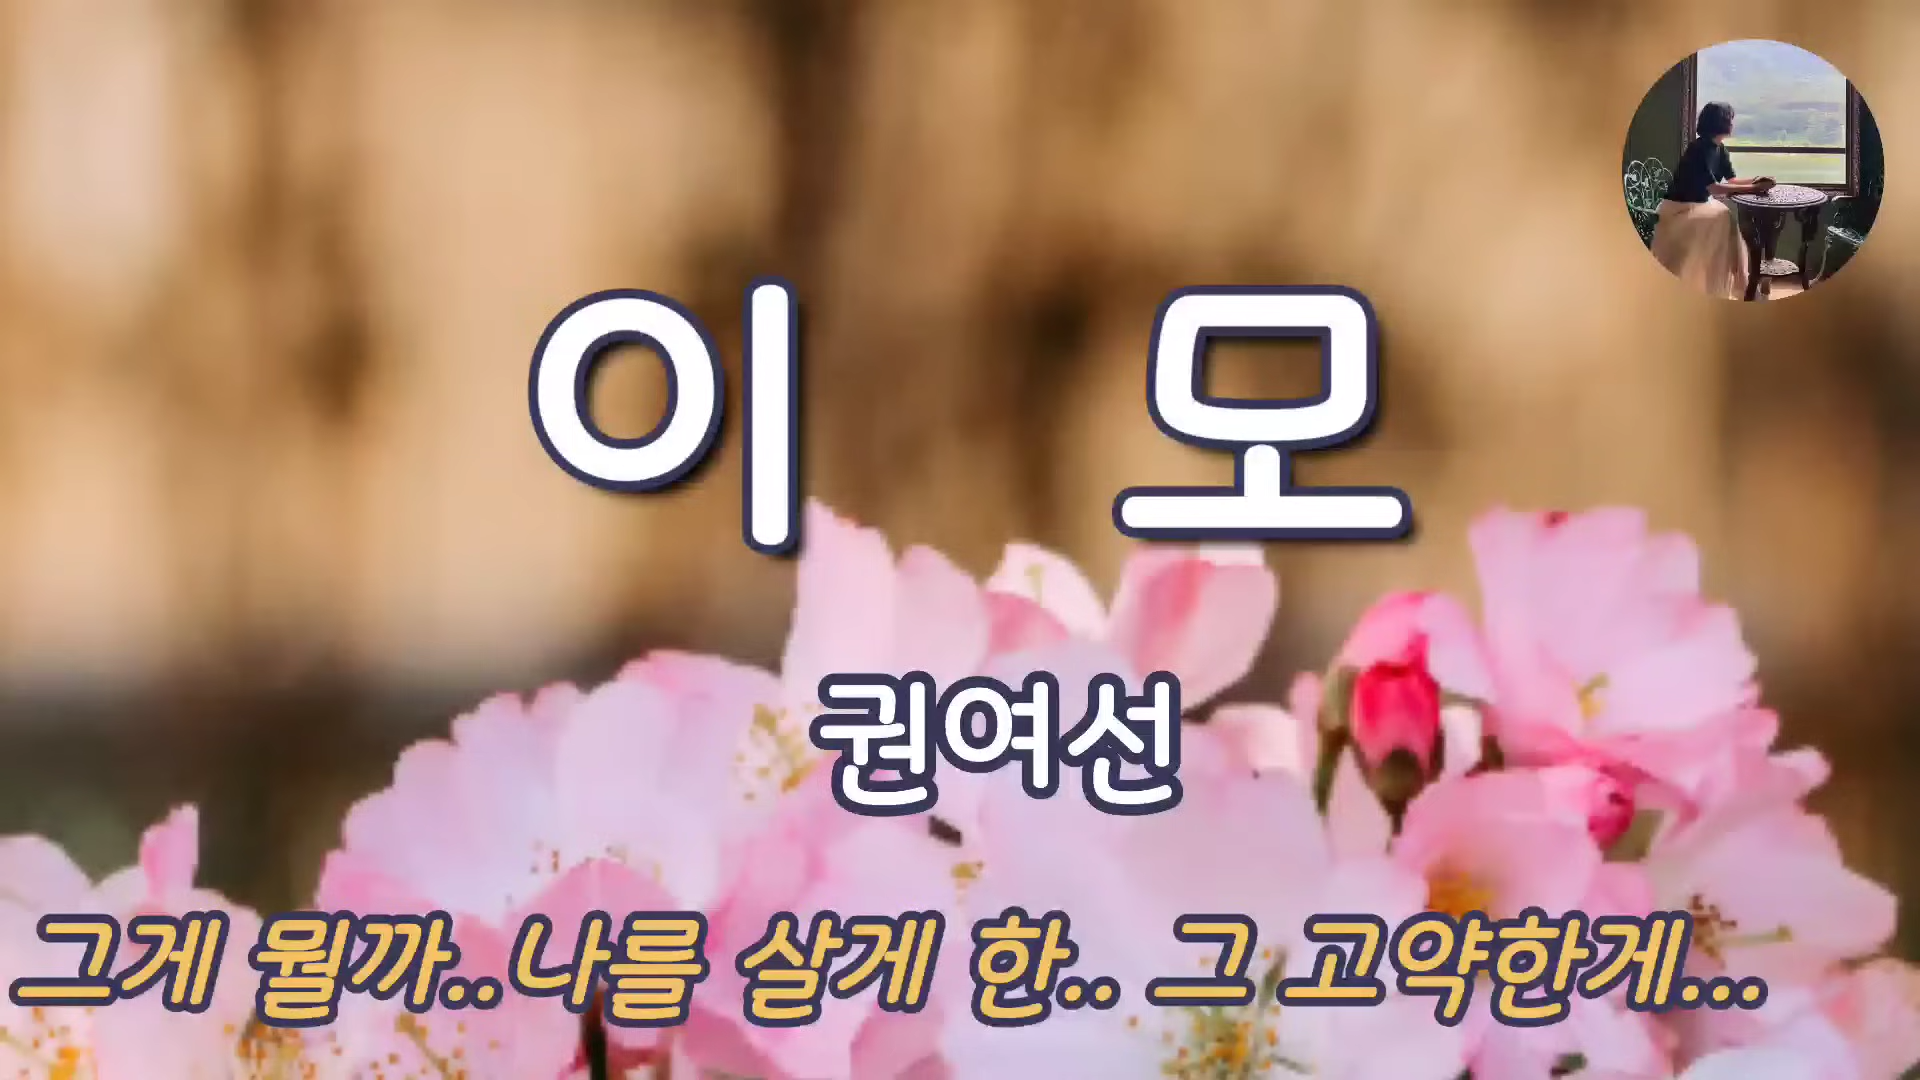 이 모
권여선
그게 뭘까..나를 살게 한.. 그 고약한게...